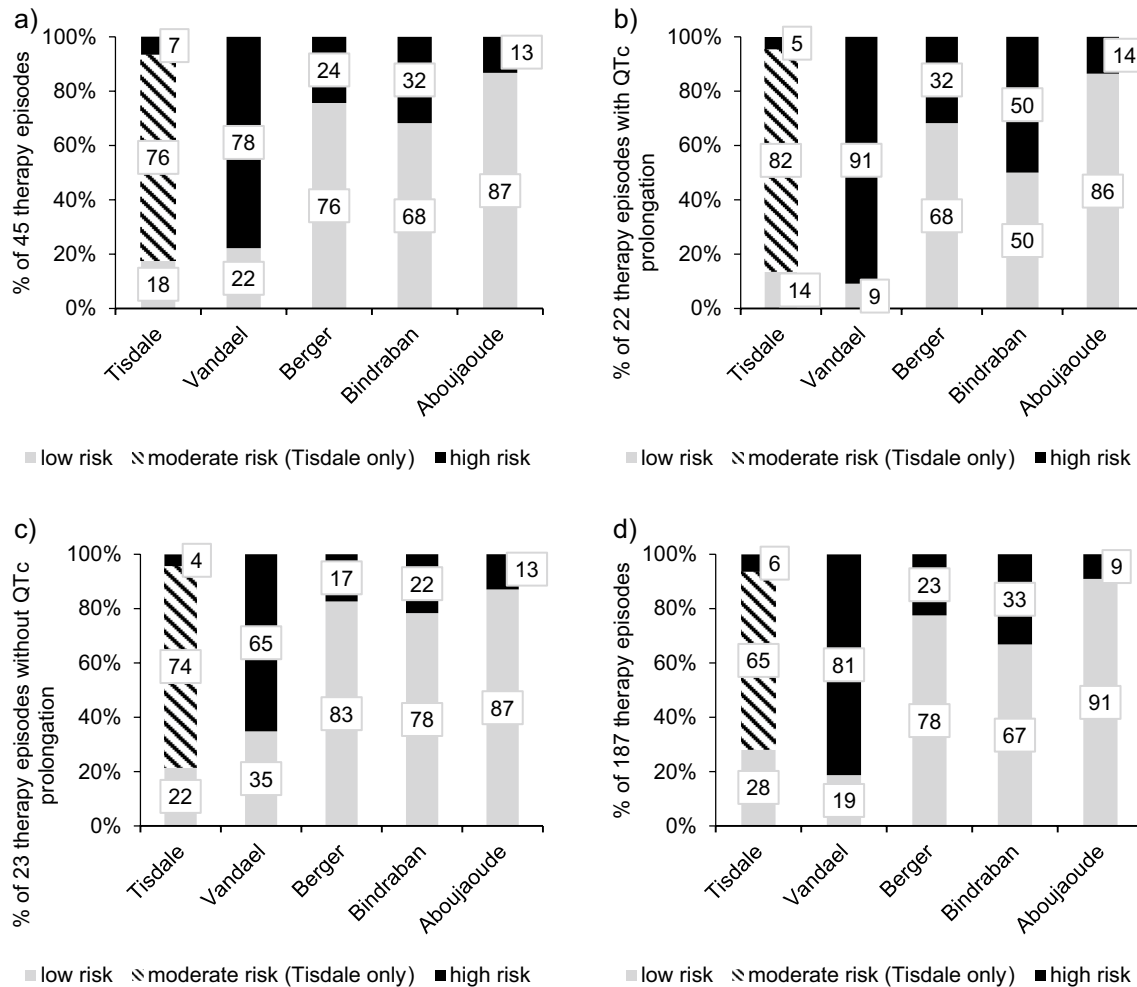 a)
% of 45 therapy episodes
100%
80%
60%
40%
20%
0%
7
76
18
78
22
24
76
32
68
13
87
Tisdale
Vandael
Berger
Bindraban
Aboujaoude
low risk moderate risk (Tisdale only) high risk
b)
% of 22 therapy episodes with QTc
prolongation
100%
80%
60%
40%
20%
0%
5
82
14
91
9
32
68
50
50
14
86
Tisdale
Vandael
Berger
Bindraban
Aboujaoude
low risk moderate risk (Tisdale only) high risk
c)
% of 23 therapy episodes without QTc
prolongation
100%
80%
60%
40%
20%
0%
4
74
22
65
35
17
83
22
78
13
87
Tisdale
Vandael
Berger
Bindraban
Aboujaoude
low risk moderate risk (Tisdale only) high risk
d)
% of 187 therapy episodes
100%
80%
60%
40%
20%
0%
6
65
28
81
19
23
78
33
67
9
91
Tisdale
Vandael
Berger
Bindraban
Aboujaoude
low risk moderate risk (Tisdale only) high risk